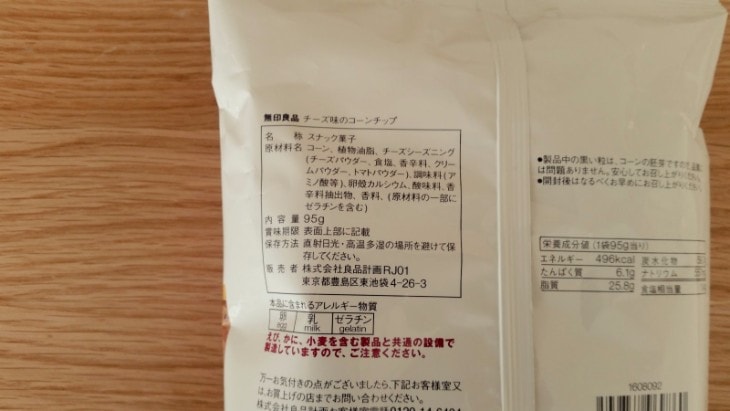 無印良品 チーズ味のコーンチップ
名 称 スナック菓子
原材料名 コーン、植物油脂、チーズシーズニング
(チーズパウダー、食塩、香辛料、クリー
ムパウダー、トマトパウダー)、調味料(ア
ミノ酸等)、卵殻カルシウム、酸味料、香
辛料抽出物、香料、(原材料の一部に
ゼラチンを含む)
内 容 量 95g
賞味期限 表面上部に記載
保存方法 直射日光・高温多湿の場所を避けて保
存してください。
販 売 者 株式会社良品計画RJ01
東京都豊島区東池袋4-26-3
本品に含まれるアレルギー物質
卵 乳 ゼラチン
egg milk gelatin
えび、かに、小麦を含む製品と共通の設備で
製造していますので、ご注意ください。
万一お気付きの点がございましたら、下記お客様室又
は、お買上げの店までお問い合わせください。
株式会社良品計画お客様室
●製品中の黒い粒は、コーンの胚芽ですので
は問題ありません。安心してお召し上がりくだ
●開封後はなるべくお早めにお召し上がり
栄養成分値(1袋95g当り)
エネルギー 496kcal 炭水化物
たんぱく質 6.1g ナトリウム
脂質 25.8g 食塩相当量
1608092